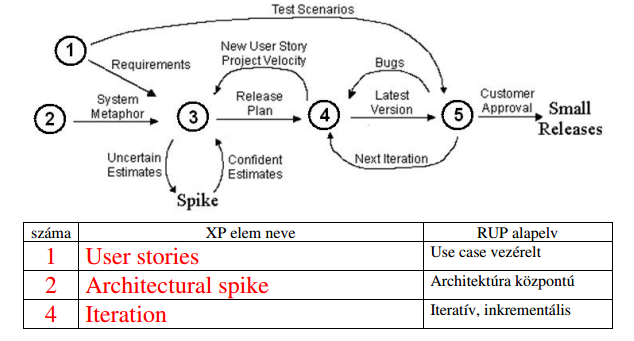 Test Scenarios
1
Requirements
New User Story
Project Velocity
Bugs
System
Metaphor
Release
Plan
Latest
Version
Customer
Approval
Small
Releases
2
3
4
5
Uncertain
Estimates
Confident
Estimates
Next Iteration
Spike
száma XP elem neve RUP alapelv
1 User stories Use case vezérelt
2 Architectural spike Architektúra központú
4 Iteration Iteratív, inkrementális